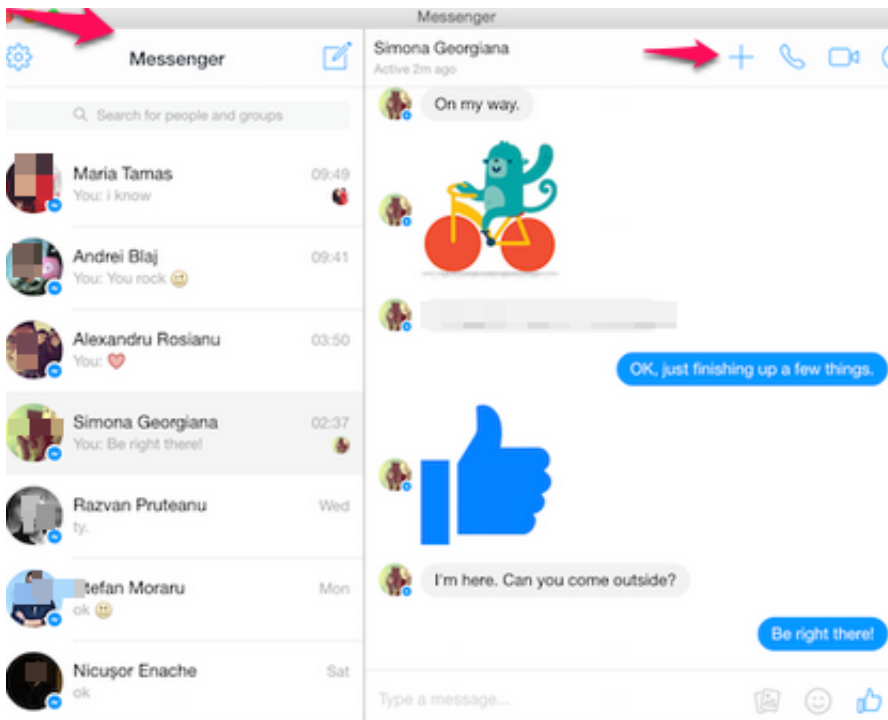 Messenger
Messenger
Search for people and groups
Maria Tamas
09:49
You: i know
Andrei Blaj
09:41
You: You rock
Alexandru Rosianu
03:50
You:
Simona Georgiana
02:37
You: Be right there!
Razvan Pruteanu
Wed
ty.
tefan Moraru
Mon
ok
Nicușor Enache
Sat
ok
Simona Georgiana
Active 2m ago
On my way.
OK, just finishing up a few things.
I'm here. Can you come outside?
Be right there!
Type a message...